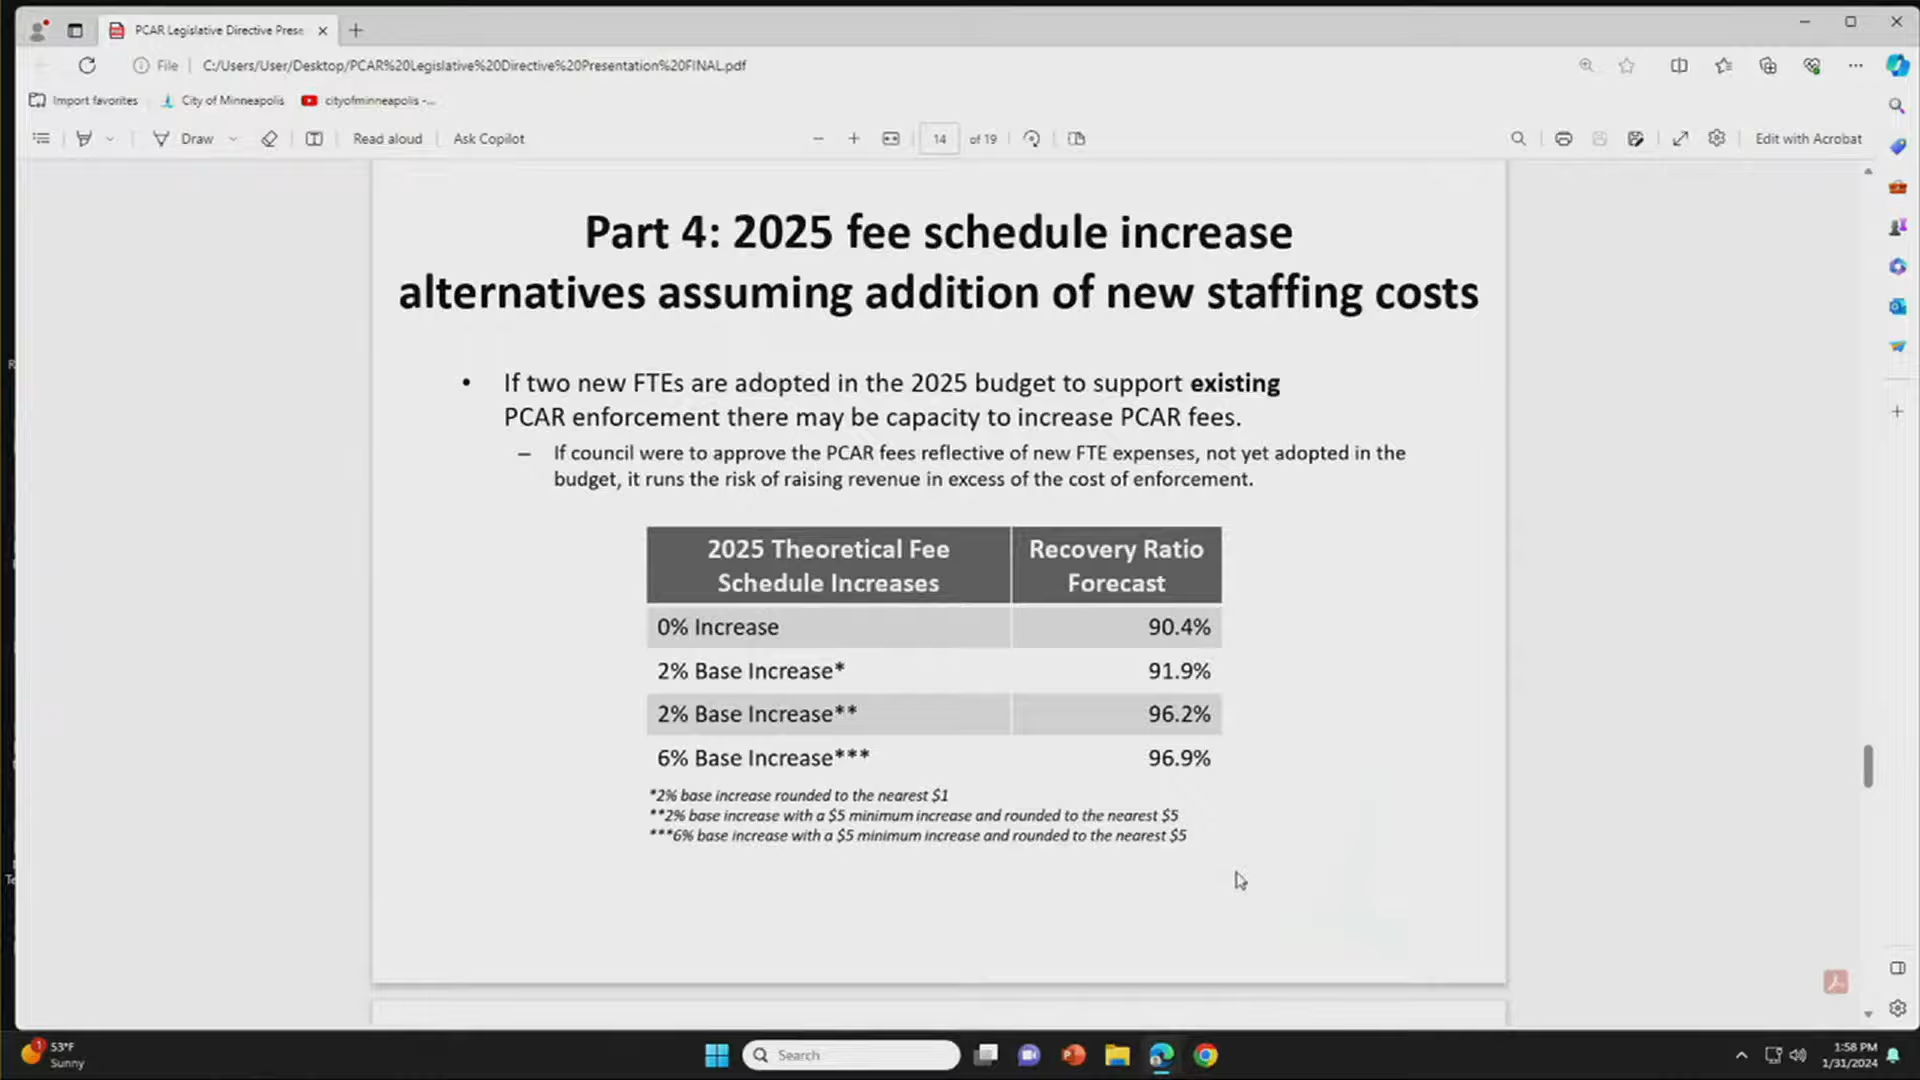 PCAR Legislative Directive Prese
File
C:/Users/User/Desktop/PCAR%20Legislative%20Directive%20Presentation%20FINAL.pdf
Import favorites
City of Minneapolis
cityofminneapolis -...
Draw
Read aloud
Ask Copilot
14
of 19
Edit with Acrobat
Part 4: 2025 fee schedule increase
alternatives assuming addition of new staffing costs
• If two new FTEs are adopted in the 2025 budget to support existing
PCAR enforcement there may be capacity to increase PCAR fees.
– If council were to approve the PCAR fees reflective of new FTE expenses, not yet adopted in the
budget, it runs the risk of raising revenue in excess of the cost of enforcement.
2025 Theoretical Fee
Schedule Increases
Recovery Ratio
Forecast
0% Increase 90.4%
2% Base Increase* 91.9%
2% Base Increase** 96.2%
6% Base Increase*** 96.9%
*2% base increase rounded to the nearest $1
**2% base increase with a $5 minimum increase and rounded to the nearest $5
***6% base increase with a $5 minimum increase and rounded to the nearest $5
1
53°F
Sunny
Search
1:58 PM
1/31/2024